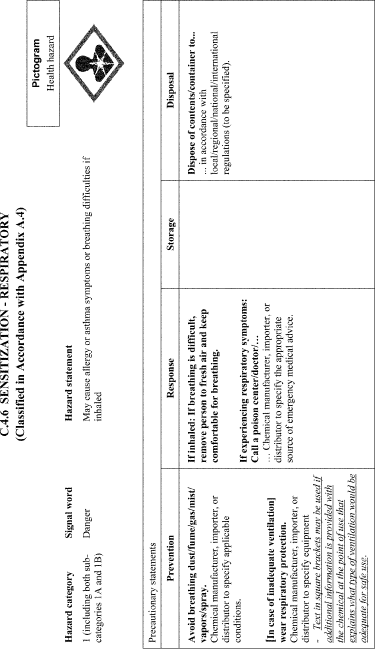 C.4.6 SENSITIZATION - RESPIRATORY
(Classified in Accordance with Appendix A.4)
Pictogram
Health hazard
Hazard category
1 (including both sub-
categories 1A and 1B)
Signal word
Danger
Hazard statement
May cause allergy or asthma symptoms or breathing difficulties if
inhaled
Precautionary statements
Prevention
Avoid breathing dust/fume/gas/mist/
vapors/spray.
Chemical manufacturer, importer, or
distributor to specify applicable
conditions.
[In case of inadequate ventilation]
wear respiratory protection.
Chemical manufacturer, importer, or
distributor to specify equipment
- Text in square brackets may be used if
additional information is provided with
the chemical at the point of use that
explains what type of ventilation would be
adequate for safe use.
Response
If inhaled: If breathing is difficult,
remove person to fresh air and keep
comfortable for breathing.
If experiencing respiratory symptoms:
Call a poison center/doctor/…
… Chemical manufacturer, importer, or
distributor to specify the appropriate
source of emergency medical advice.
Storage
Disposal
Dispose of contents/container to...
... in accordance with
local/regional/national/international
regulations (to be specified).